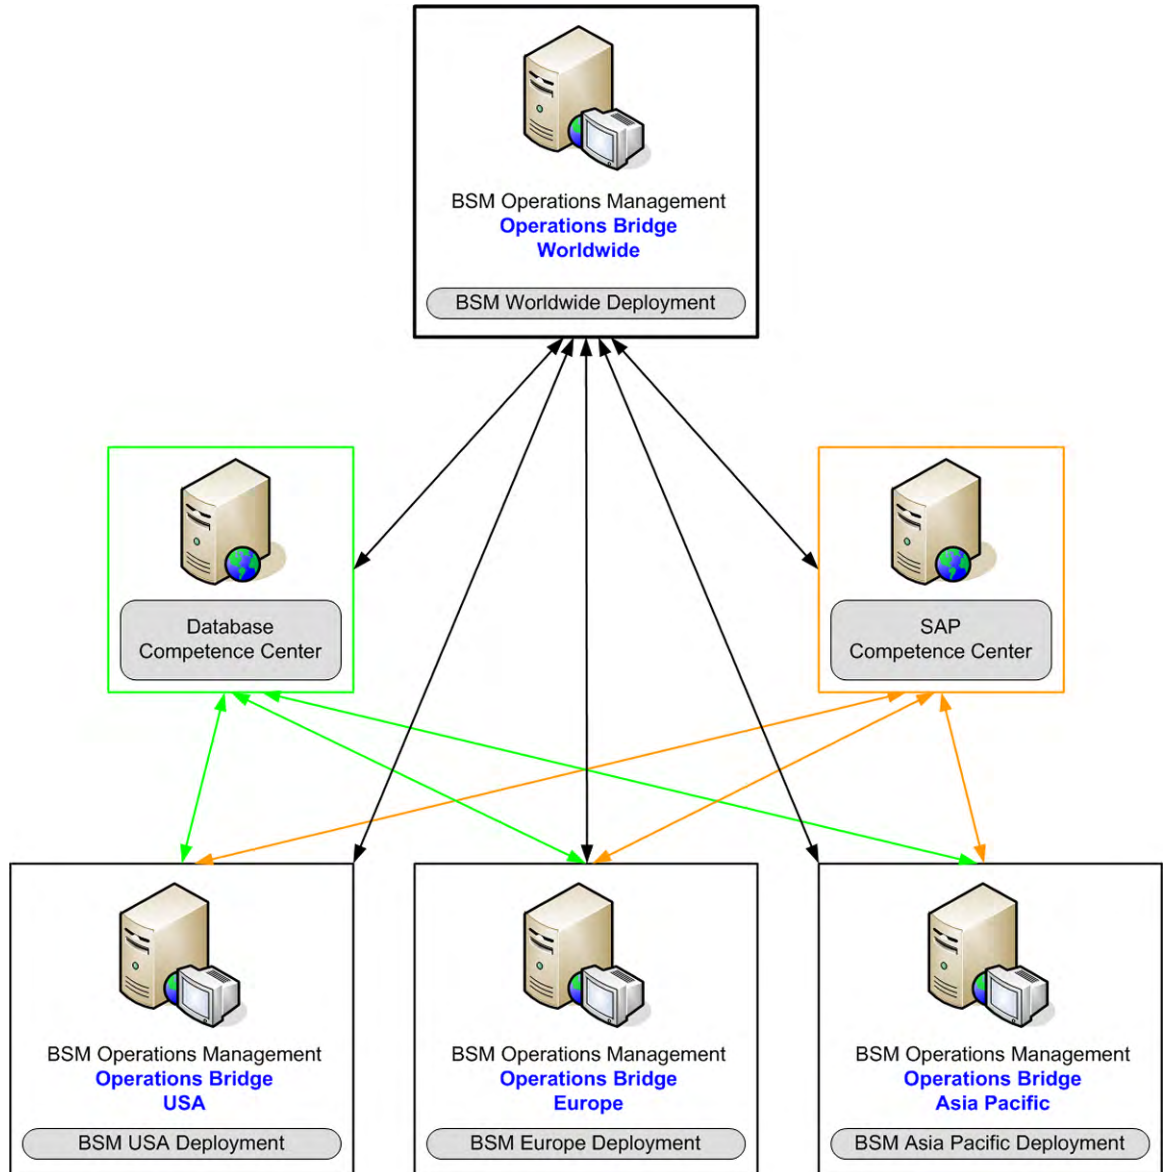 BSM Operations Management
Operations Bridge
Worldwide
BSM Worldwide Deployment
Database
Competence Center
SAP
Competence Center
BSM Operations Management
Operations Bridge
USA
BSM USA Deployment
BSM Operations Management
Operations Bridge
Europe
BSM Europe Deployment
BSM Operations Management
Operations Bridge
Asia Pacific
BSM Asia Pacific Deployment